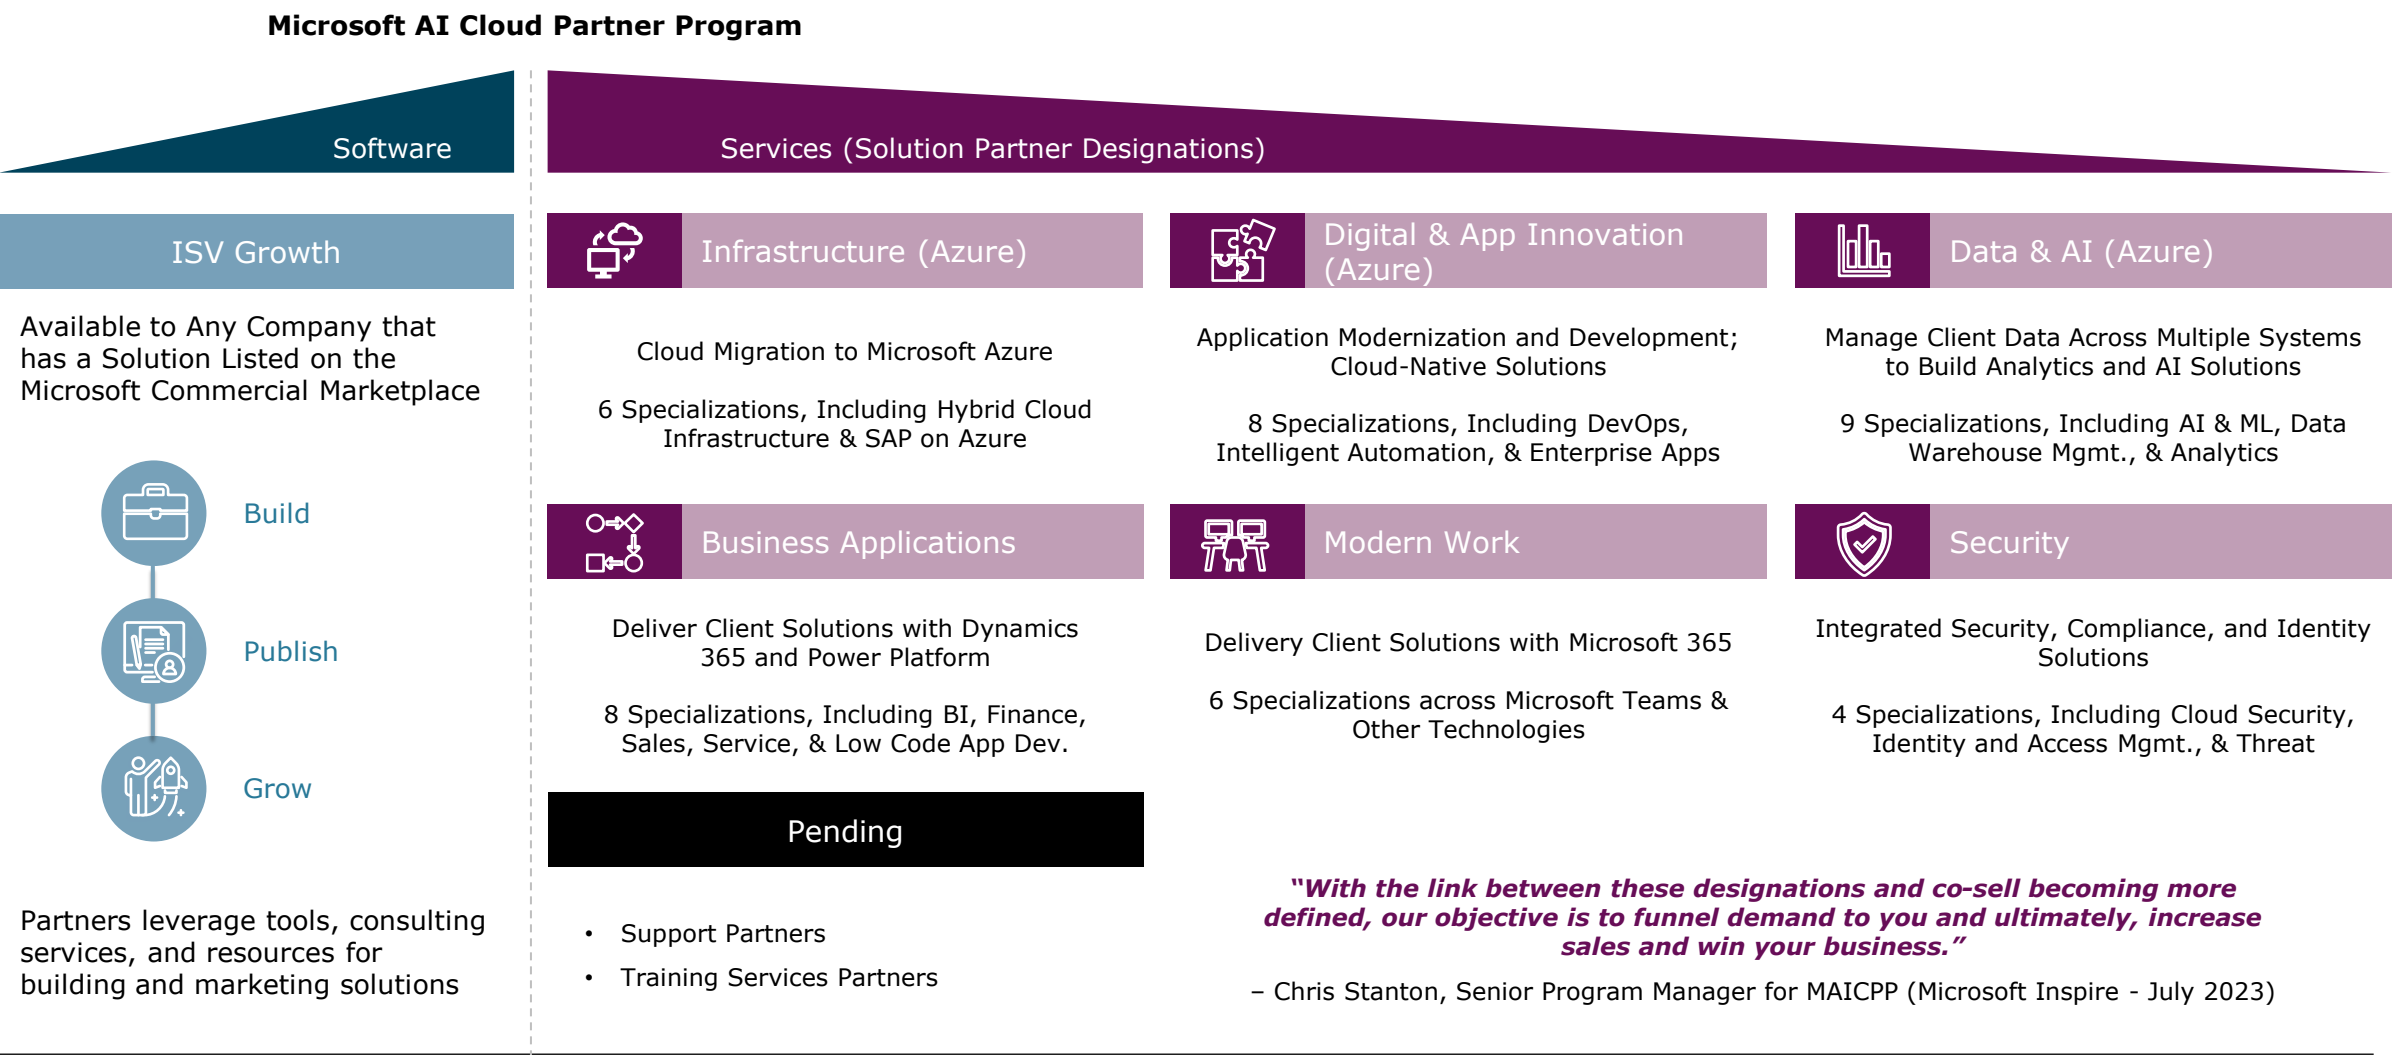 Microsoft AI Cloud Partner Program
Software
Services (Solution Partner Designations)
ISV Growth
Available to Any Company that
has a Solution Listed on the
Microsoft Commercial Marketplace
Build
Publish
Grow
Partners leverage tools, consulting
services, and resources for
building and marketing solutions
Infrastructure (Azure)
Cloud Migration to Microsoft Azure
6 Specializations, Including Hybrid Cloud
Infrastructure & SAP on Azure
Digital & App Innovation
(Azure)
Application Modernization and Development;
Cloud-Native Solutions
8 Specializations, Including DevOps,
Intelligent Automation, & Enterprise Apps
Data & AI (Azure)
Manage Client Data Across Multiple Systems
to Build Analytics and AI Solutions
9 Specializations, Including AI & ML, Data
Warehouse Mgmt., & Analytics
Business Applications
Deliver Client Solutions with Dynamics
365 and Power Platform
8 Specializations, Including BI, Finance,
Sales, Service, & Low Code App Dev.
Modern Work
Delivery Client Solutions with Microsoft 365
6 Specializations across Microsoft Teams &
Other Technologies
Security
Integrated Security, Compliance, and Identity
Solutions
4 Specializations, Including Cloud Security,
Identity and Access Mgmt., & Threat
Pending
• Support Partners
• Training Services Partners
“With the link between these designations and co-sell becoming more
defined, our objective is to funnel demand to you and ultimately, increase
sales and win your business.”
– Chris Stanton, Senior Program Manager for MAICPP (Microsoft Inspire - July 2023)